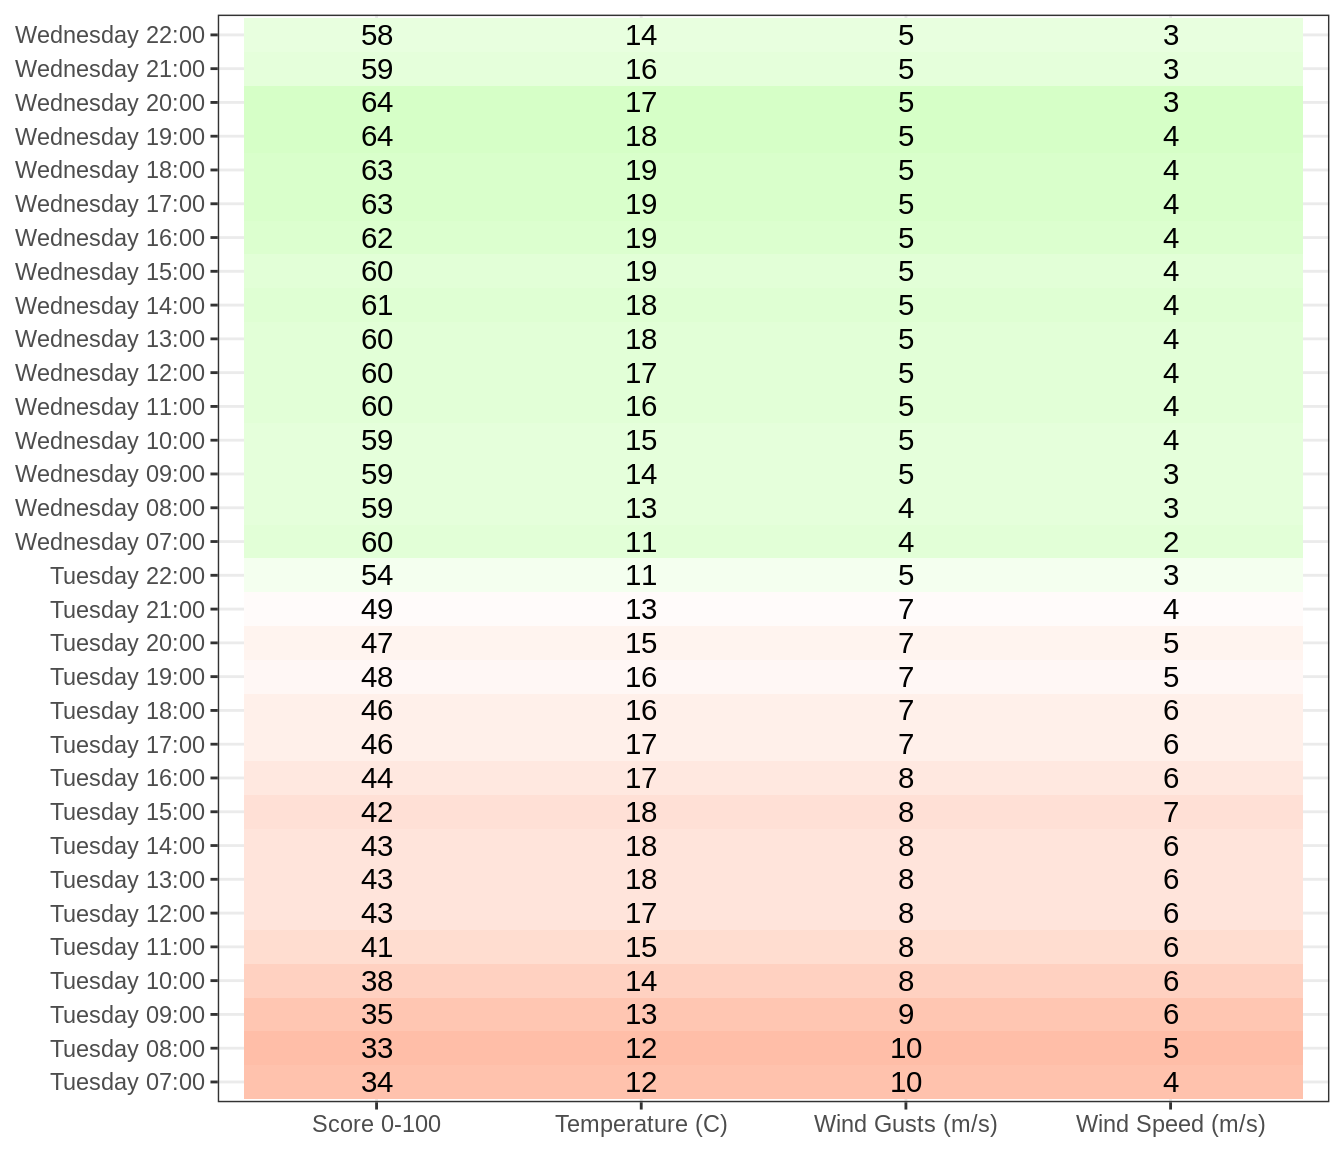 Wednesday 22:00 58 14 5 3
Wednesday 21:00 59 16 5 3
Wednesday 20:00 64 17 5 3
Wednesday 19:00 64 18 5 4
Wednesday 18:00 63 19 5 4
Wednesday 17:00 63 19 5 4
Wednesday 16:00 62 19 5 4
Wednesday 15:00 60 19 5 4
Wednesday 14:00 61 18 5 4
Wednesday 13:00 60 18 5 4
Wednesday 12:00 60 17 5 4
Wednesday 11:00 60 16 5 4
Wednesday 10:00 59 15 5 4
Wednesday 09:00 59 14 5 3
Wednesday 08:00 59 13 4 3
Wednesday 07:00 60 11 4 2
Tuesday 22:00 54 11 5 3
Tuesday 21:00 49 13 7 4
Tuesday 20:00 47 15 7 5
Tuesday 19:00 48 16 7 5
Tuesday 18:00 46 16 7 6
Tuesday 17:00 46 17 7 6
Tuesday 16:00 44 17 8 6
Tuesday 15:00 42 18 8 7
Tuesday 14:00 43 18 8 6
Tuesday 13:00 43 18 8 6
Tuesday 12:00 43 17 8 6
Tuesday 11:00 41 15 8 6
Tuesday 10:00 38 14 8 6
Tuesday 09:00 35 13 9 6
Tuesday 08:00 33 12 10 5
Tuesday 07:00 34 12 10 4
Score 0-100 Temperature (C) Wind Gusts (m/s) Wind Speed (m/s)